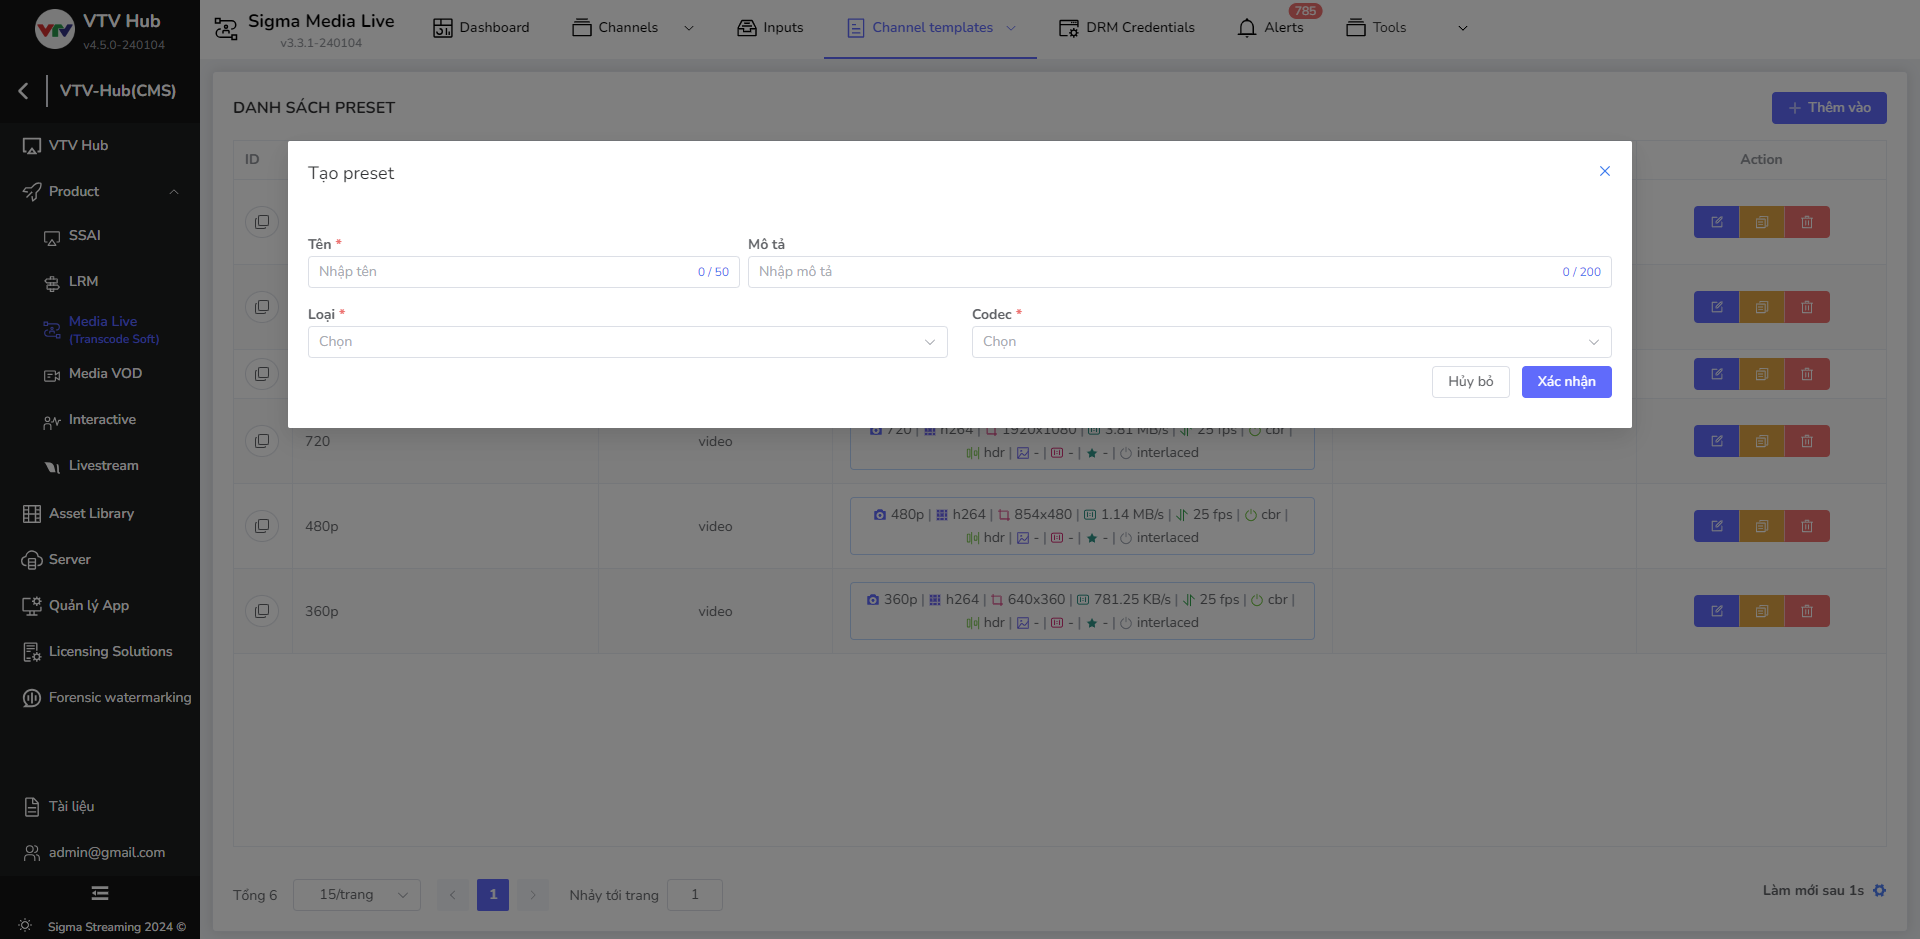 VTV Hub
v4.5.0-240104
VTV-Hub(CMS)
VTV Hub
Product
SSAI
LRM
Media Live
(Transcode Soft)
Media VOD
Interactive
Livestream
Asset Library
Server
Quản lý App
Licensing Solutions
Forensic watermarking
Tài liệu
admin@gmail.com
Sigma Streaming 2024 ©
Sigma Media Live
v3.3.1-240104
Dashboard
Channels
Inputs
Channel templates
DRM Credentials
Alerts
785
Tools
DANH SÁCH PRESET
+ Thêm vào
ID
Action
Tạo preset
Tên *
Nhập tên
0 / 50
Mô tả
Nhập mô tả
0 / 200
Loại *
Chọn
Codec *
Chọn
Hủy bỏ
Xác nhận
720
video
720 | h264 | 1920x1080 | 3.81 MB/s | 25 fps | cbr |
hdr | - | - | - | interlaced
480p
video
480p | h264 | 854x480 | 1.14 MB/s | 25 fps | cbr |
hdr | - | - | - | interlaced
360p
video
360p | h264 | 640x360 | 781.25 KB/s | 25 fps | cbr |
hdr | - | - | - | interlaced
Tổng 6
15/trang
1
Nhảy tới trang
1
Làm mới sau 1s